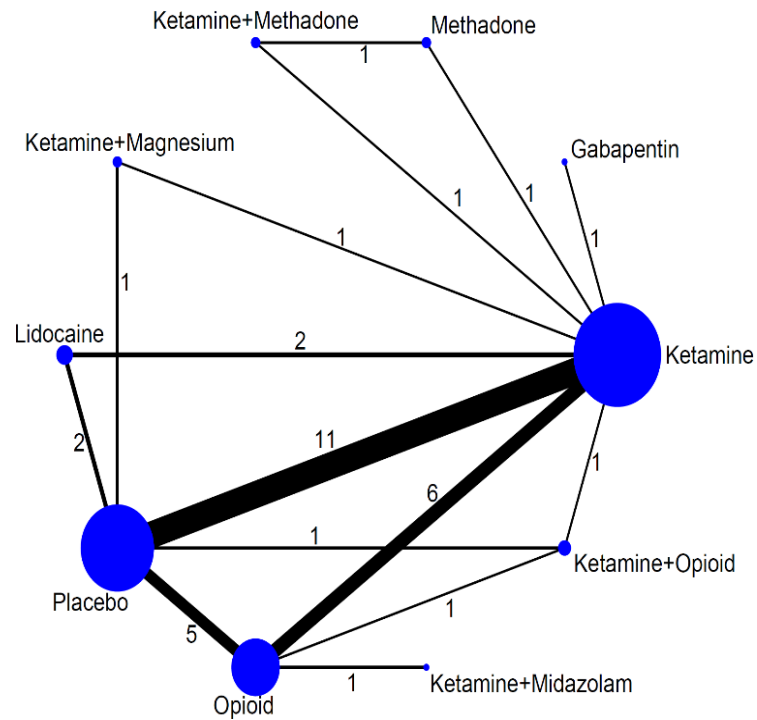 Ketamine+Methadone
Methadone
1
Ketamine+Magnesium
Gabapentin
1
1
1
1
1
Lidocaine
2
Ketamine
2
11
6
1
1
Placebo
Ketamine+Opioid
5
1
1
Ketamine+Midazolam
Opioid